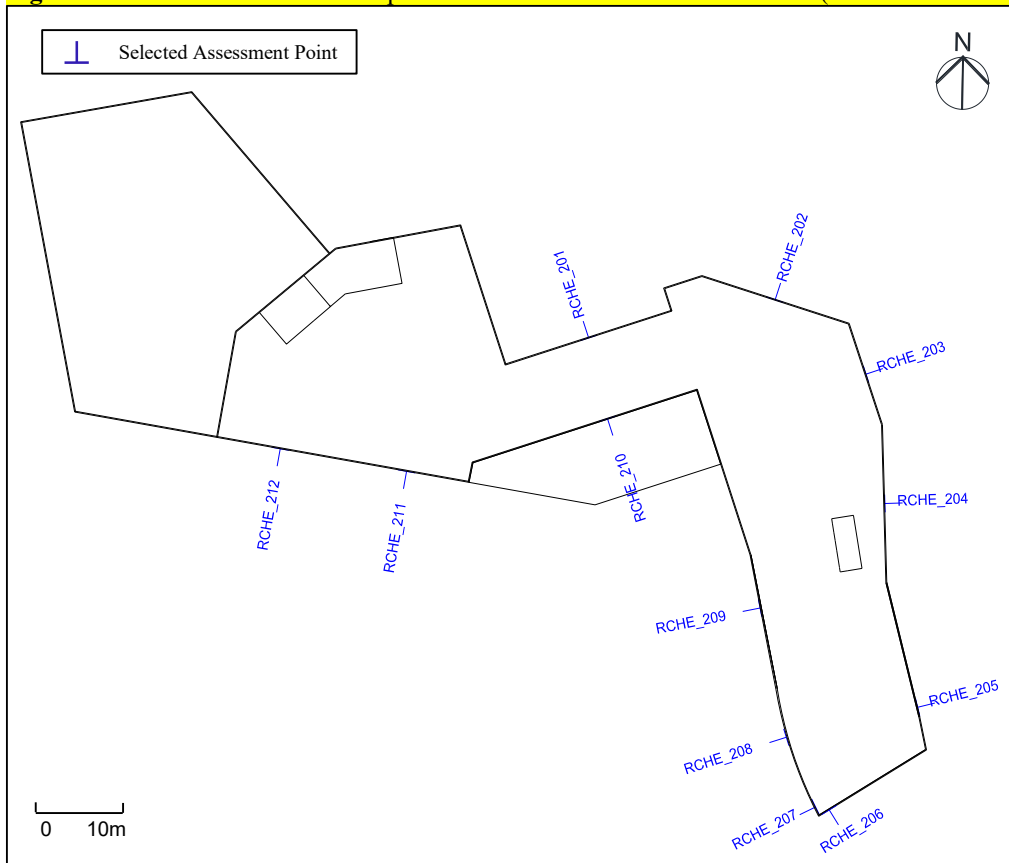 Selected Assessment Point
N
RCHE_201
RCHE_202
RCHE_203
RCHE_204
RCHE_205
RCHE_206
RCHE_207
RCHE_208
RCHE_209
RCHE_210
RCHE_211
RCHE_212
0 10m